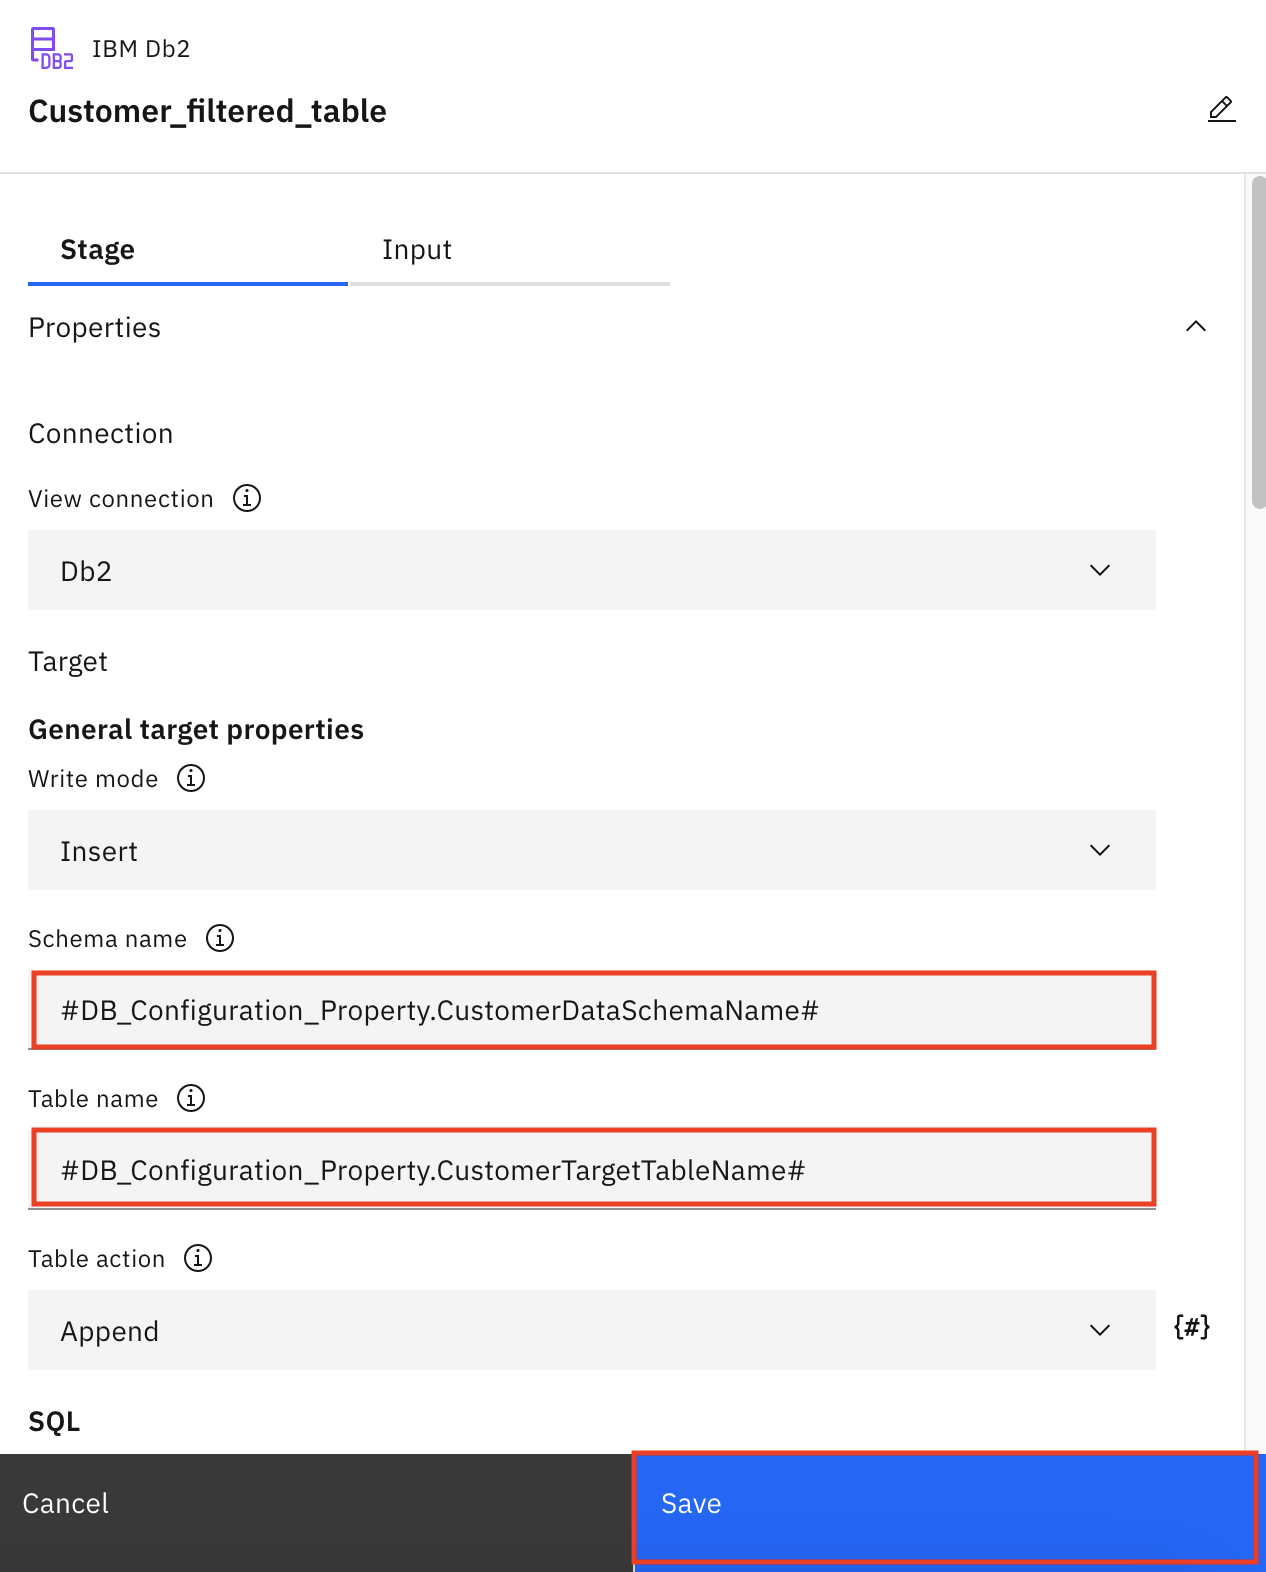 DB2 IBM Db2
Customer_filtered_table
Stage Input
Properties
Connection
View connection
Db2
Target
General target properties
Write mode
Insert
Schema name
#DB_Configuration_Property.CustomerDataSchemaName#
Table name
#DB_Configuration_Property.CustomerTargetTableName#
Table action
Append {#}
SQL
Cancel Save